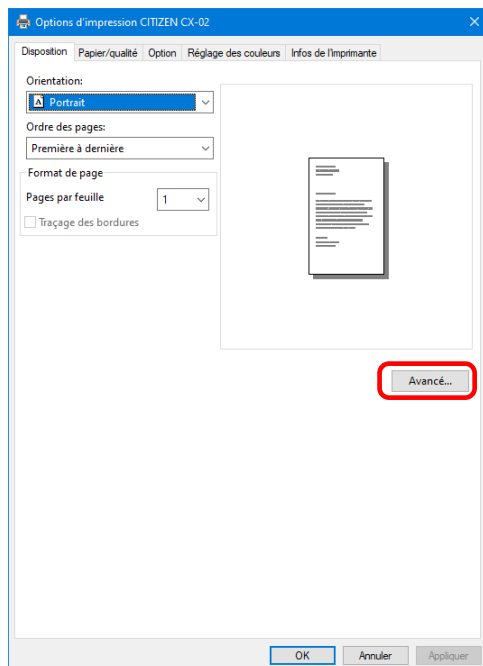 Options d'impression CITIZEN CX-02
Disposition Papier/qualité Option Réglage des couleurs Infos de l'imprimante
Orientation:
Portrait
Ordre des pages:
Première à dernière
Format de page
Pages par feuille 1
Traçage des bordures
Avancé...
OK Annuler Appliquer